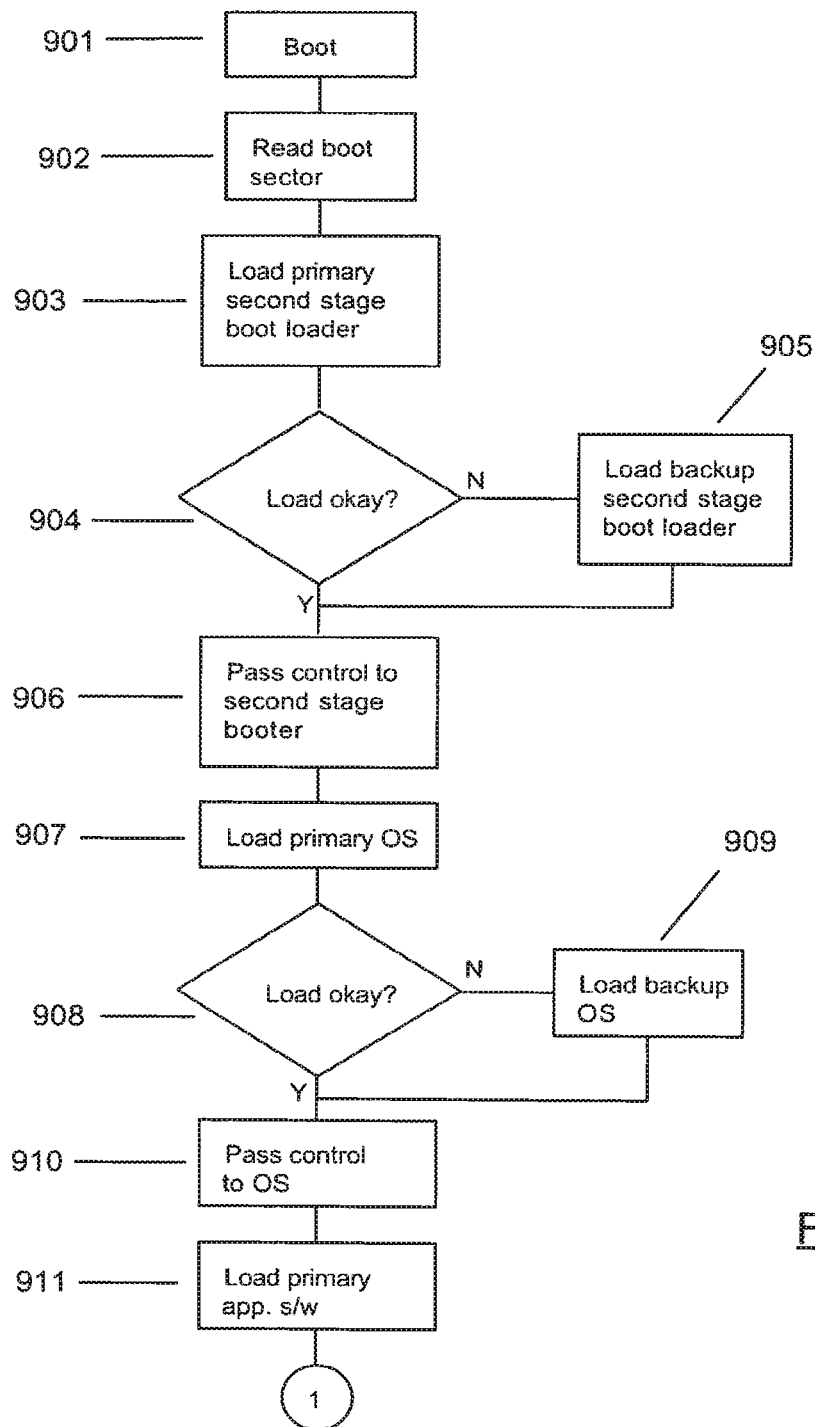 901
Boot
902
Read boot
sector
903
Load primary
second stage
boot loader
905
904
Load okay?
N
Load backup
second stage
boot loader
Y
906
Pass control to
second stage
booter
907
Load primary OS
909
908
Load okay?
N
Load backup
OS
Y
910
Pass control
to OS
911
Load primary
app. s/w
1